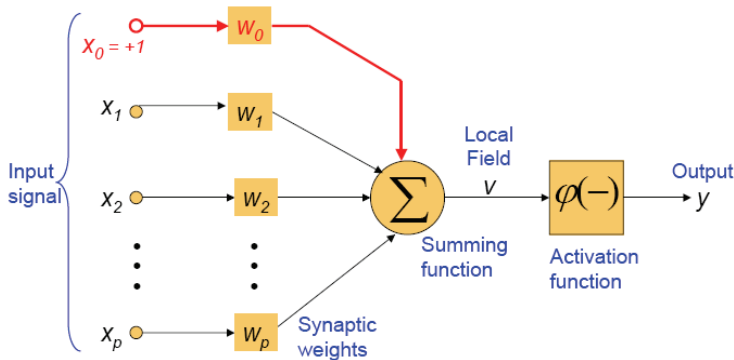 x0 = +1
w0
x1
w1
Input
signal
x2
w2
Σ
Local
Field
v
φ(−)
Output
y
Summing
function
Activation
function
xp
wp
Synaptic
weights